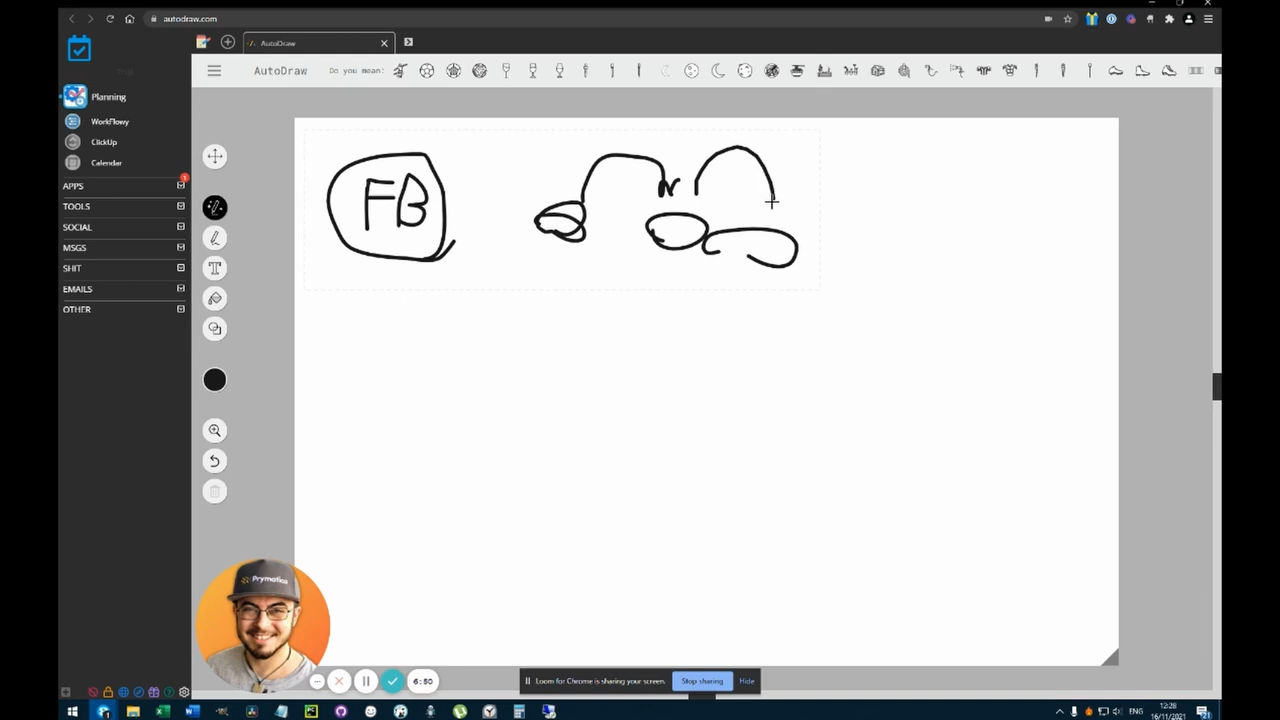 autodraw.com
AutoDraw
AutoDraw
Do you mean:
Planning
WorkFlowy
ClickUp
Calendar
APPS
1
TOOLS
SOCIAL
MSGS
SHIT
EMAILS
OTHER
FB
Prymatica
6:50
Loom for Chrome is sharing your screen.
Stop sharing
Hide
ENG
12:28
16/11/2021
21